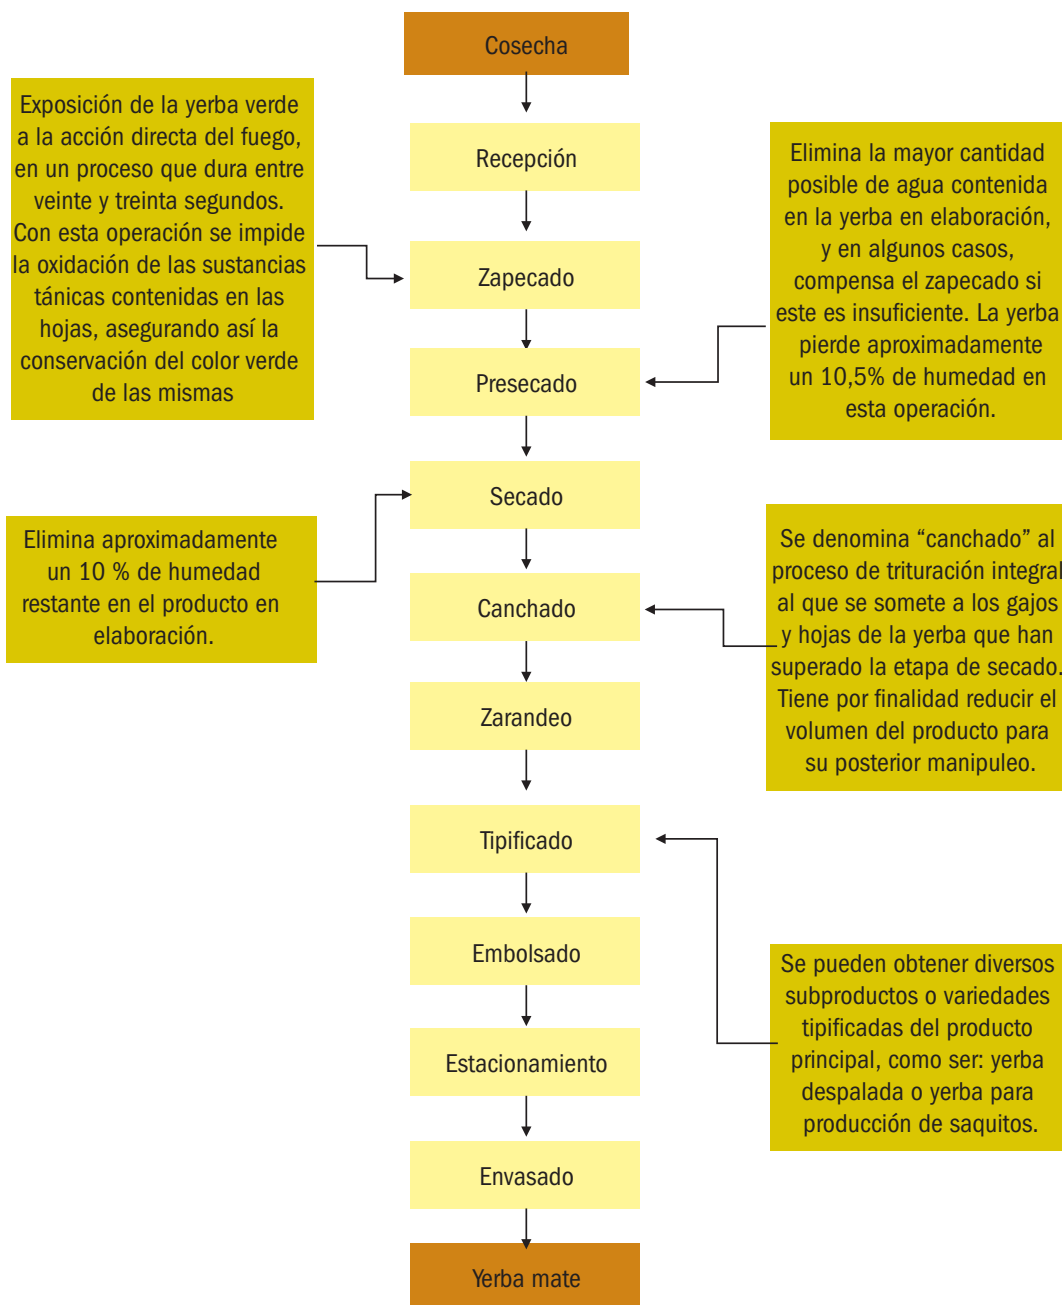 Cosecha
Exposición de la yerba verde
a la acción directa del fuego,
en un proceso que dura entre
veinte y treinta segundos.
Con esta operación se impide
la oxidación de las sustancias
tánicas contenidas en las
hojas, asegurando así la
conservación del color verde
de las mismas
Recepción
Elimina la mayor cantidad
posible de agua contenida
en la yerba en elaboración,
y en algunos casos,
compensa el zapecado si
este es insuficiente. La yerba
pierde aproximadamente
un 10,5% de humedad en
esta operación.
Zapecado
Presecado
Secado
Elimina aproximadamente
un 10 % de humedad
restante en el producto en
elaboración.
Se denomina “canchado” al
proceso de trituración integral
al que se somete a los gajos
y hojas de la yerba que han
superado la etapa de secado.
Tiene por finalidad reducir el
volumen del producto para
su posterior manipuleo.
Canchado
Zarandeo
Tipificado
Embolsado
Se pueden obtener diversos
subproductos o variedades
tipificadas del producto
principal, como ser: yerba
despalada o yerba para
producción de saquitos.
Estacionamiento
Envasado
Yerba mate